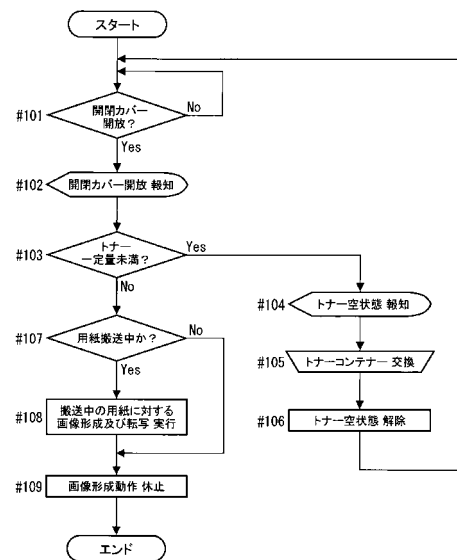 スタート
#101
開閉カバー
開放？
No
Yes
#102
開閉カバー開放 報知
#103
トナー
一定量未満？
Yes
No
#104
トナー空状態 報知
#105
トナーコンテナー 交換
#106
トナー空状態 解除
#107
用紙搬送中か？
No
Yes
#108
搬送中の用紙に対する
画像形成及び転写 実行
#109
画像形成動作 休止
エンド